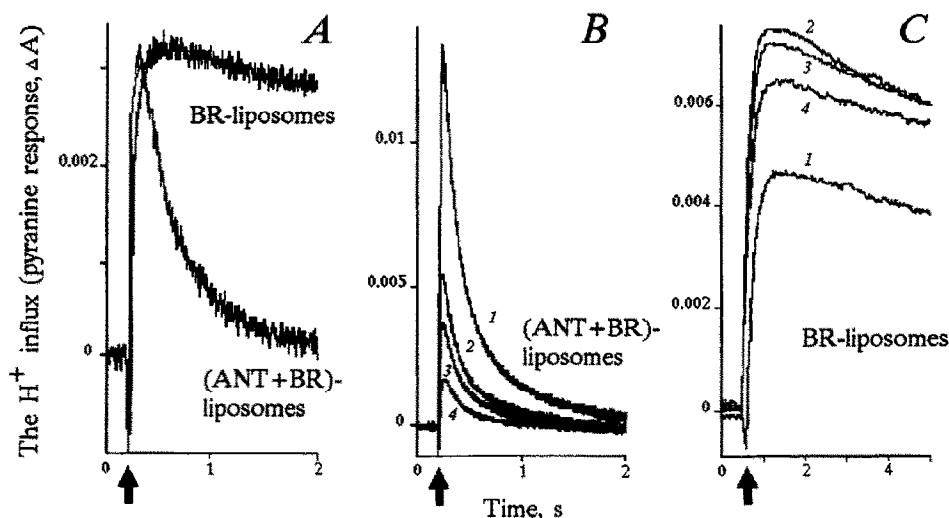 The H+ influx (pyranine response, ΔA)
A
BR-liposomes
0.002
0
(ANT+BR)-
liposomes
0
1
2
B
0.01
0.005
0
1
2
3
4
(ANT+BR)-
liposomes
0
1
2
C
0.006
0.004
0.002
0
2
3
4
1
BR-liposomes
0
2
4
Time, s